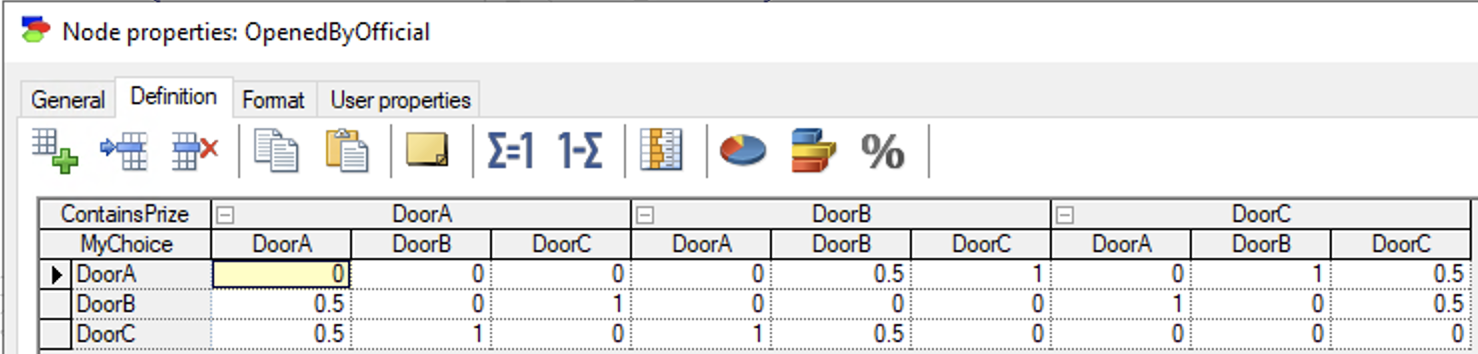 Node properties: OpenedByOfficial
General Definition Format User properties
Σ=1 1-Σ %
ContainsPrize DoorA DoorB DoorC
MyChoice DoorA DoorB DoorC DoorA DoorB DoorC DoorA DoorB DoorC
DoorA 0 0 0 0 0.5 1 0 1 0.5
DoorB 0.5 0 1 0 0 0 1 0 0.5
DoorC 0.5 1 0 1 0.5 0 0 0 0